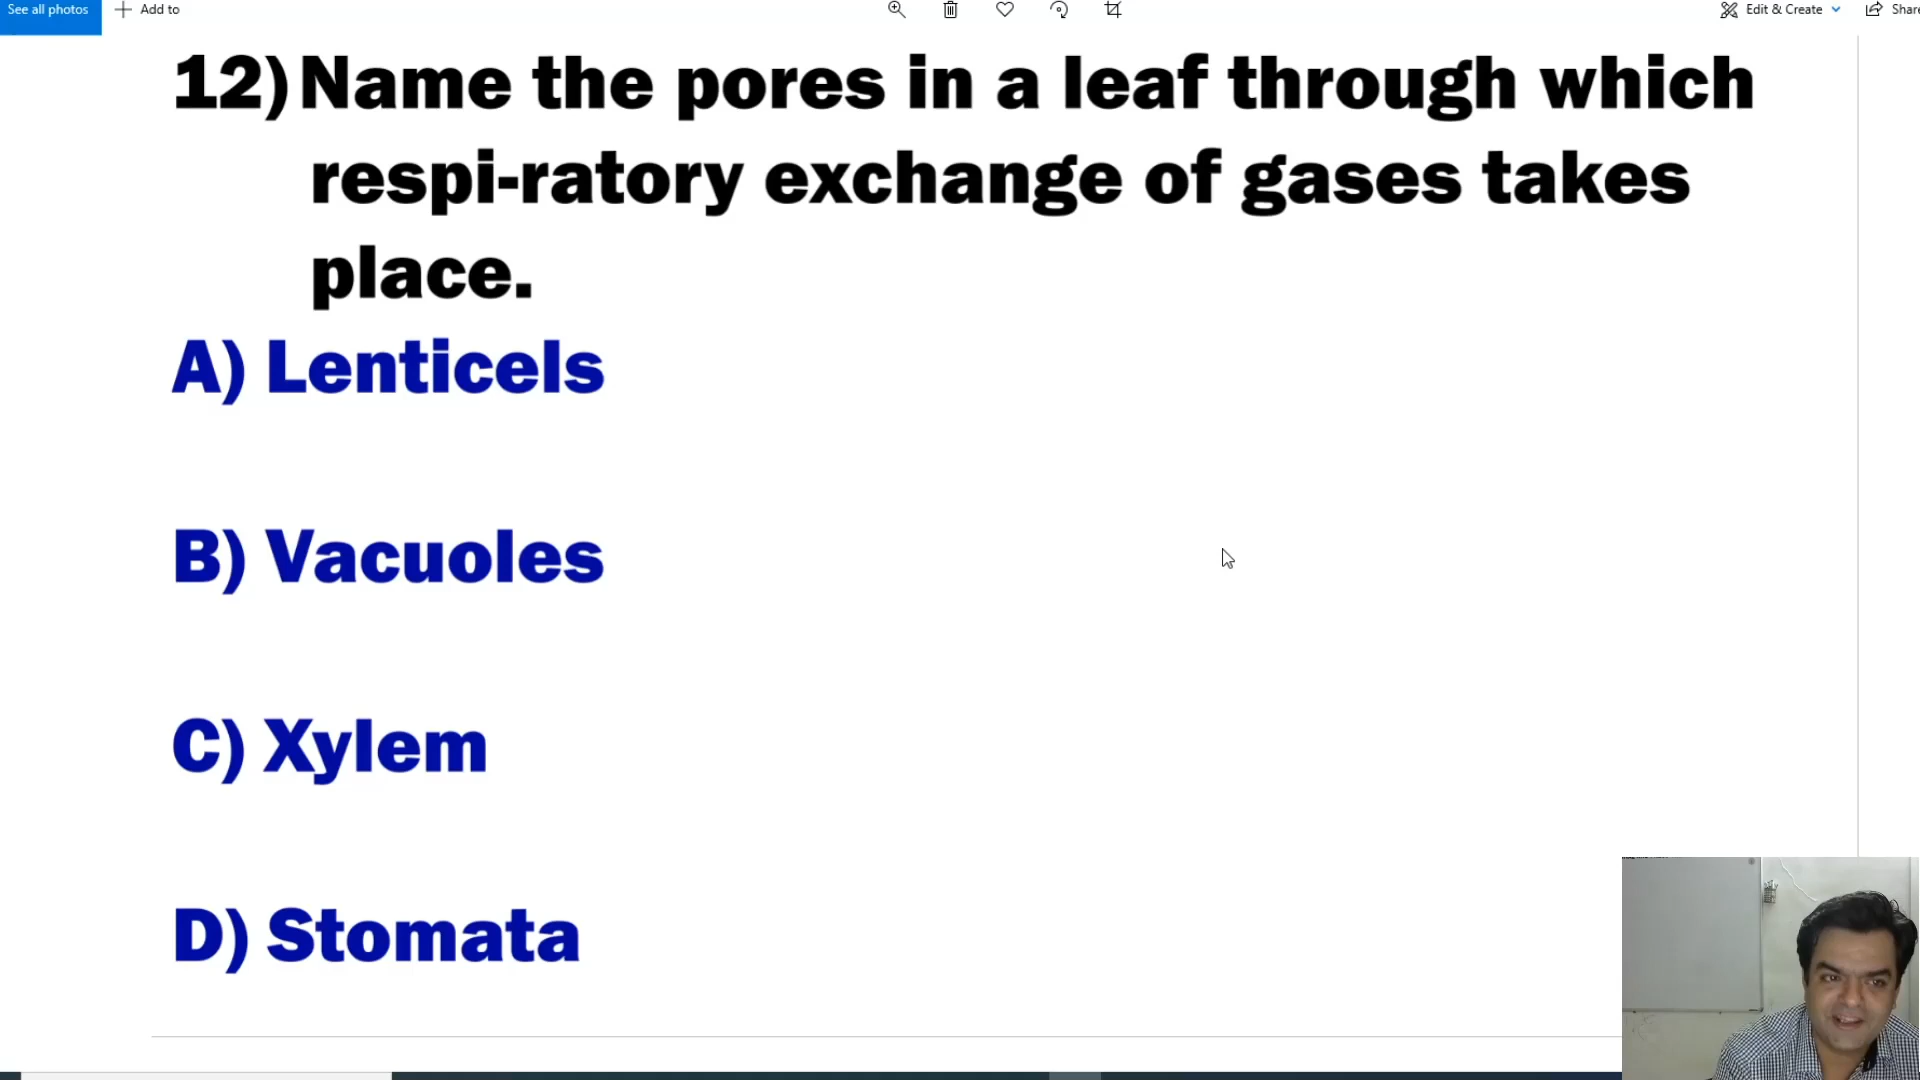 See all photos
Add to
Edit & Create
Share
12) Name the pores in a leaf through which
respi-ratory exchange of gases takes
place.
A) Lenticels
B) Vacuoles
C) Xylem
D) Stomata